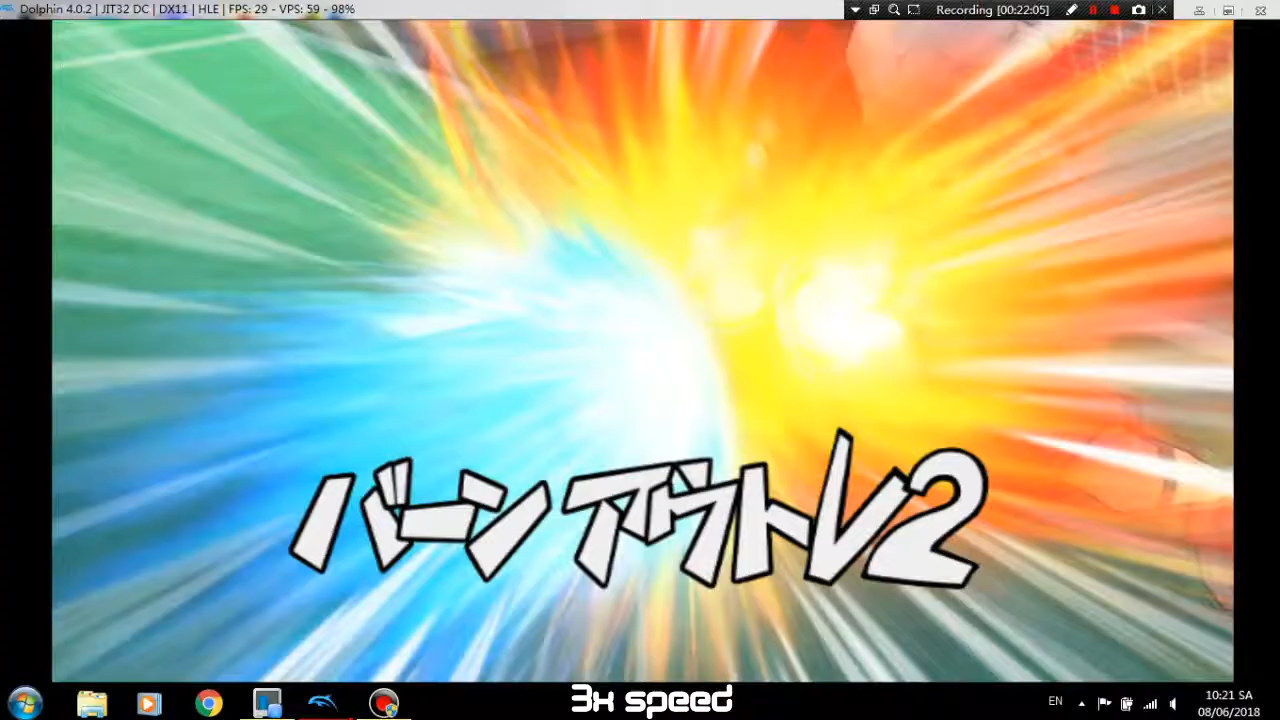 Dolphin 4.0.2 | JIT32 DC | DX11 | HLE | FPS: 29 - VPS: 59 - 98%
Recording [00:22:05]
バーンアウトレ2
3x speed
EN
10:21 SA
08/06/2018